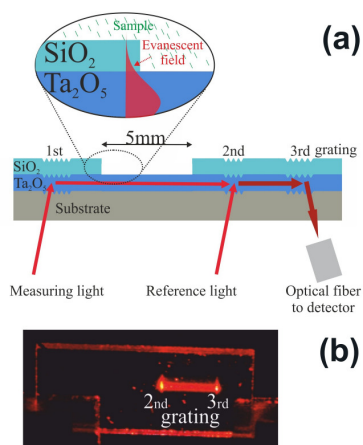 (a)
Sample
Evanescent
field
SiO₂
Ta₂O₅
5mm
1st
2nd
3rd grating
SiO₂
Ta₂O₅
Substrate
Measuring light
Reference light
Optical fiber
to detector
(b)
2nd
3rd
grating